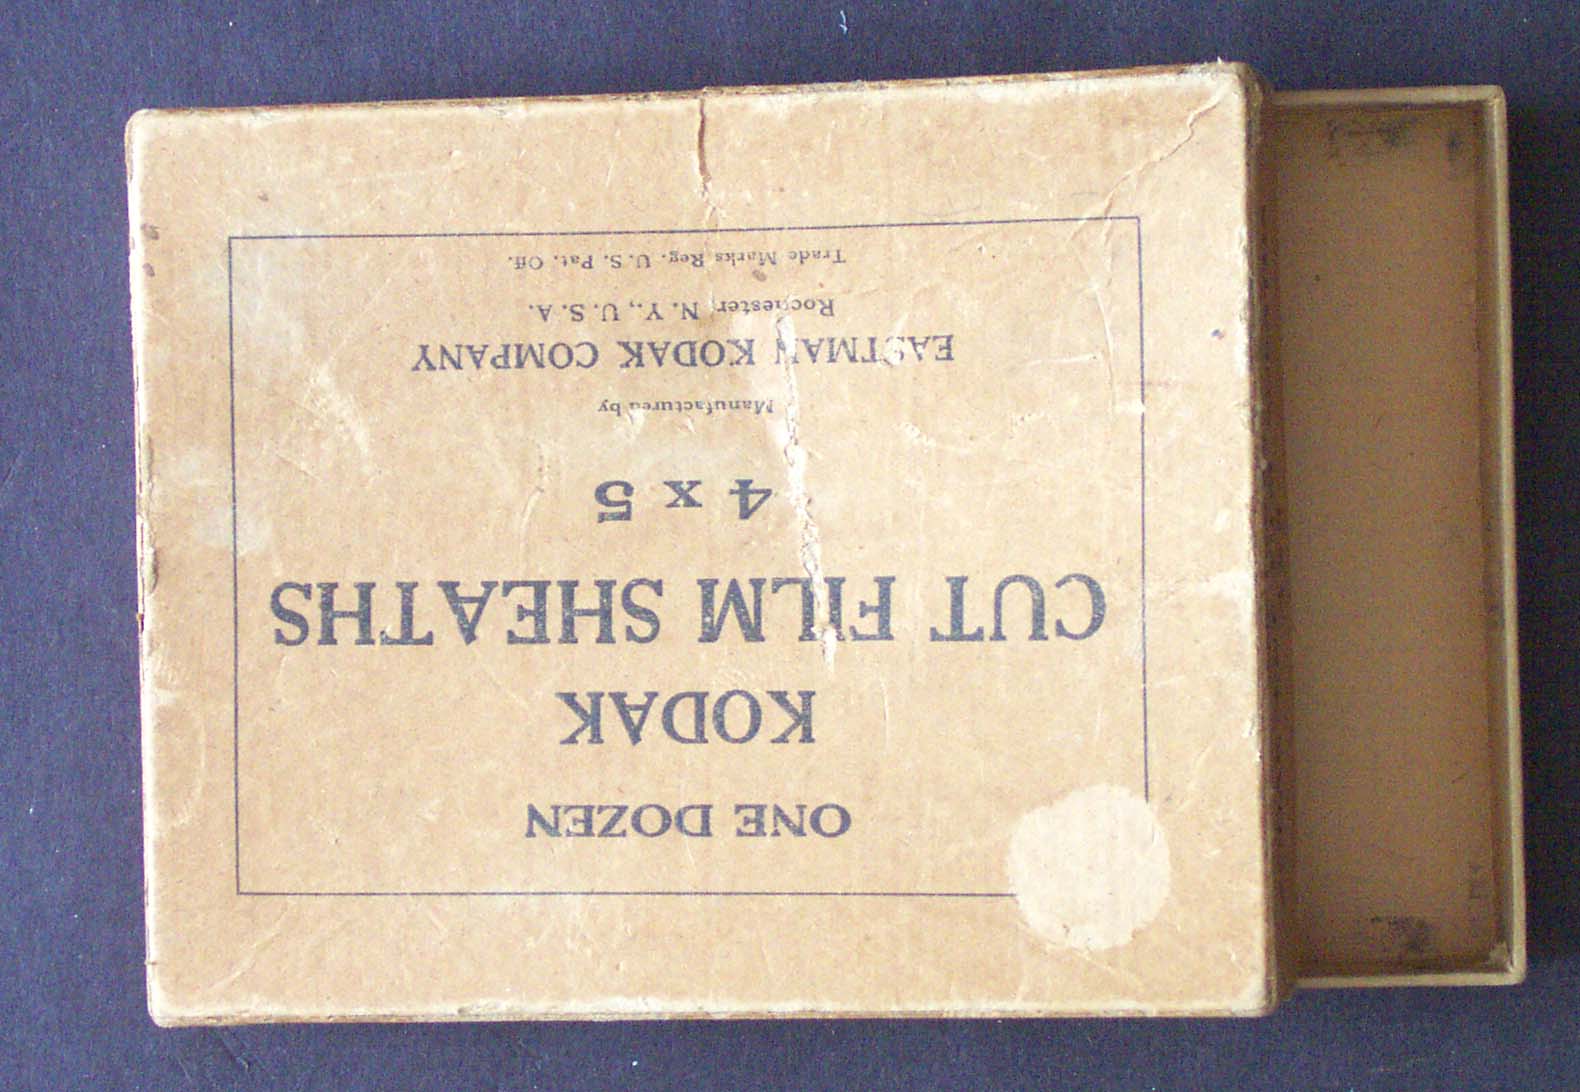 ONE DOZEN
KODAK
CUT FILM SHEATHS
4 x 5
Manufactured by
EASTMAN KODAK COMPANY
Rochester, N. Y., U. S. A.
Trade Marks Reg. U. S. Pat. Off.